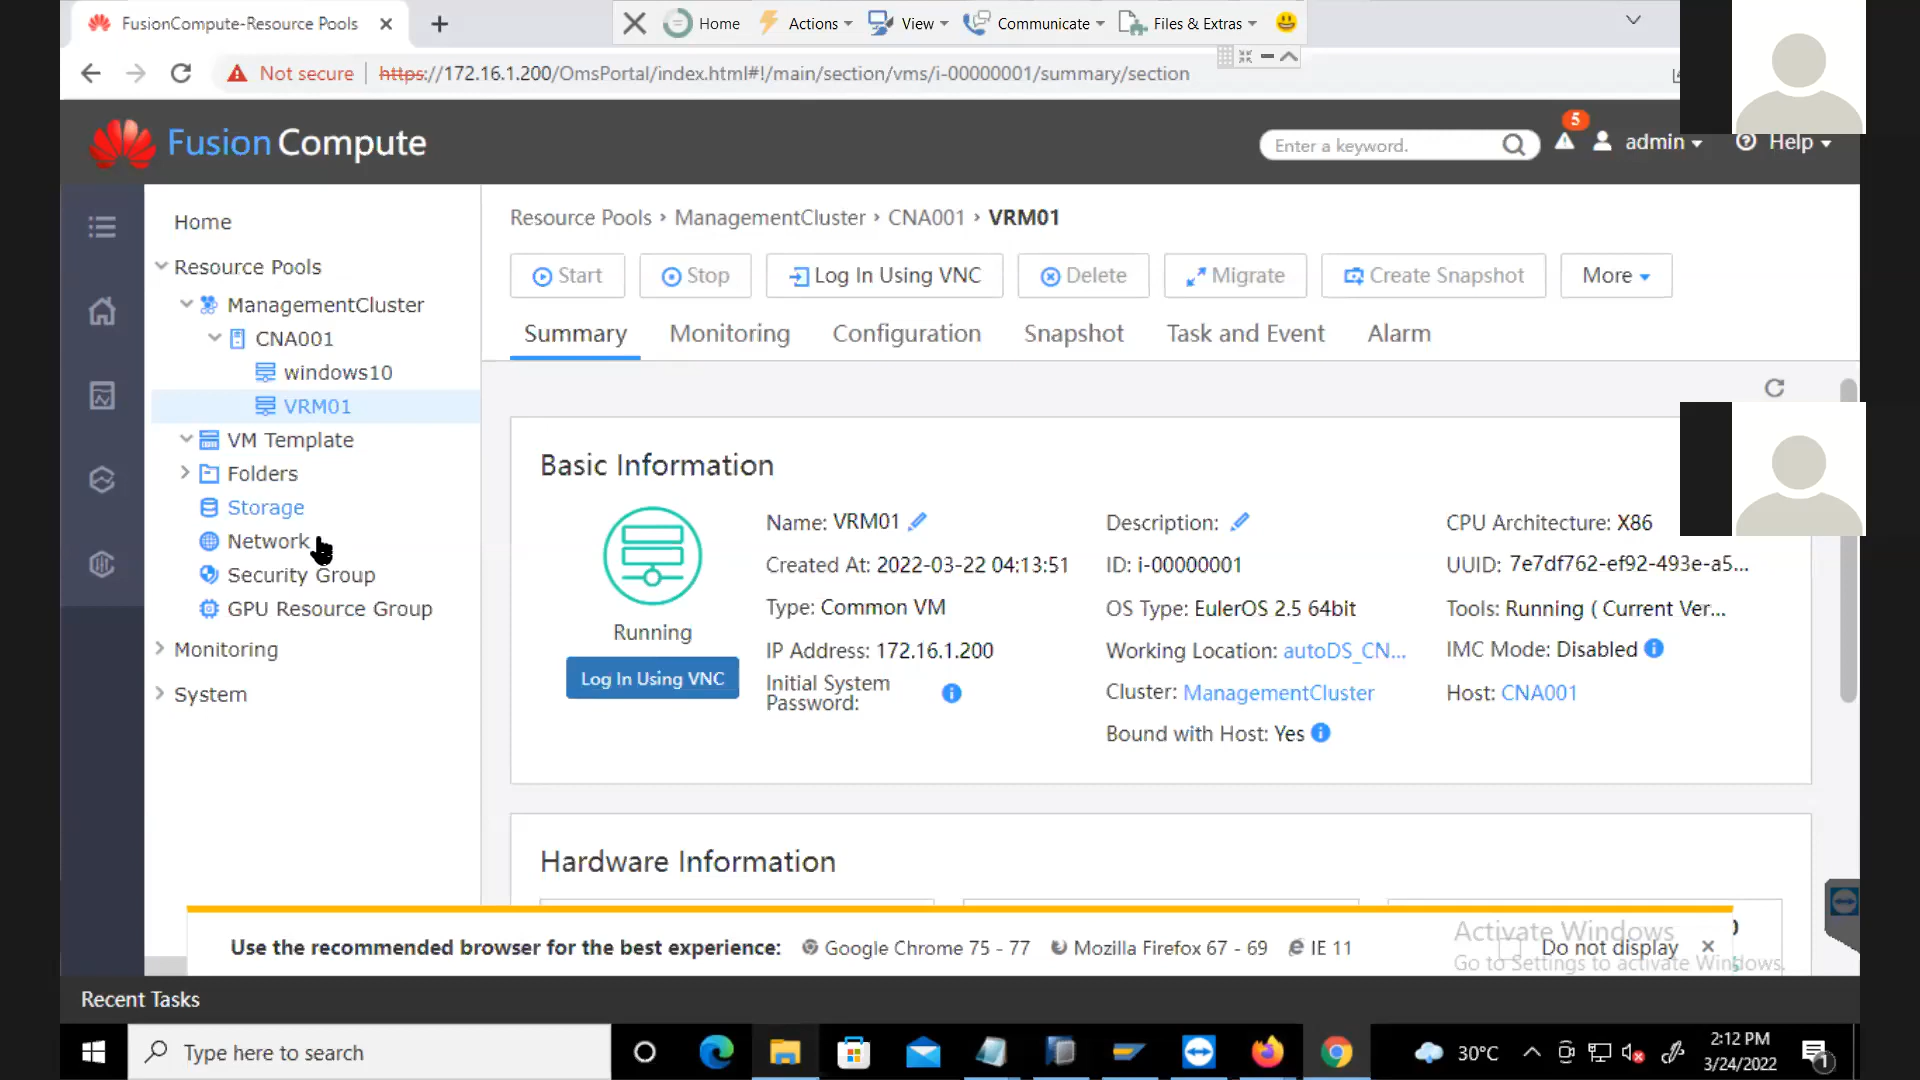 FusionCompute-Resource Pools
Home
Actions
View
Communicate
Files & Extras
Not secure
https://172.16.1.200/OmsPortal/index.html#!/main/section/vms/i-00000001/summary/section
FusionCompute
Enter a keyword.
5
admin
Help
Home
Resource Pools
ManagementCluster
CNA001
windows10
VRM01
VM Template
Folders
Storage
Network
Security Group
GPU Resource Group
Monitoring
System
Resource Pools › ManagementCluster › CNA001 › VRM01
Start
Stop
Log In Using VNC
Delete
Migrate
Create Snapshot
More
Summary
Monitoring
Configuration
Snapshot
Task and Event
Alarm
Basic Information
Running
Log In Using VNC
Name: VRM01
Created At: 2022-03-22 04:13:51
Type: Common VM
IP Address: 172.16.1.200
Initial System
Password:
Description:
ID: i-00000001
OS Type: EulerOS 2.5 64bit
Working Location: autoDS_CN...
Cluster: ManagementCluster
Bound with Host: Yes
CPU Architecture: X86
UUID: 7e7df762-ef92-493e-a5...
Tools: Running ( Current Ver...
IMC Mode: Disabled
Host: CNA001
Hardware Information
Use the recommended browser for the best experience: Google Chrome 75 - 77 Mozilla Firefox 67 - 69 IE 11
Do not display
Activate Windows
Go to Settings to activate Windows.
Recent Tasks
Type here to search
30°C
2:12 PM
3/24/2022
1